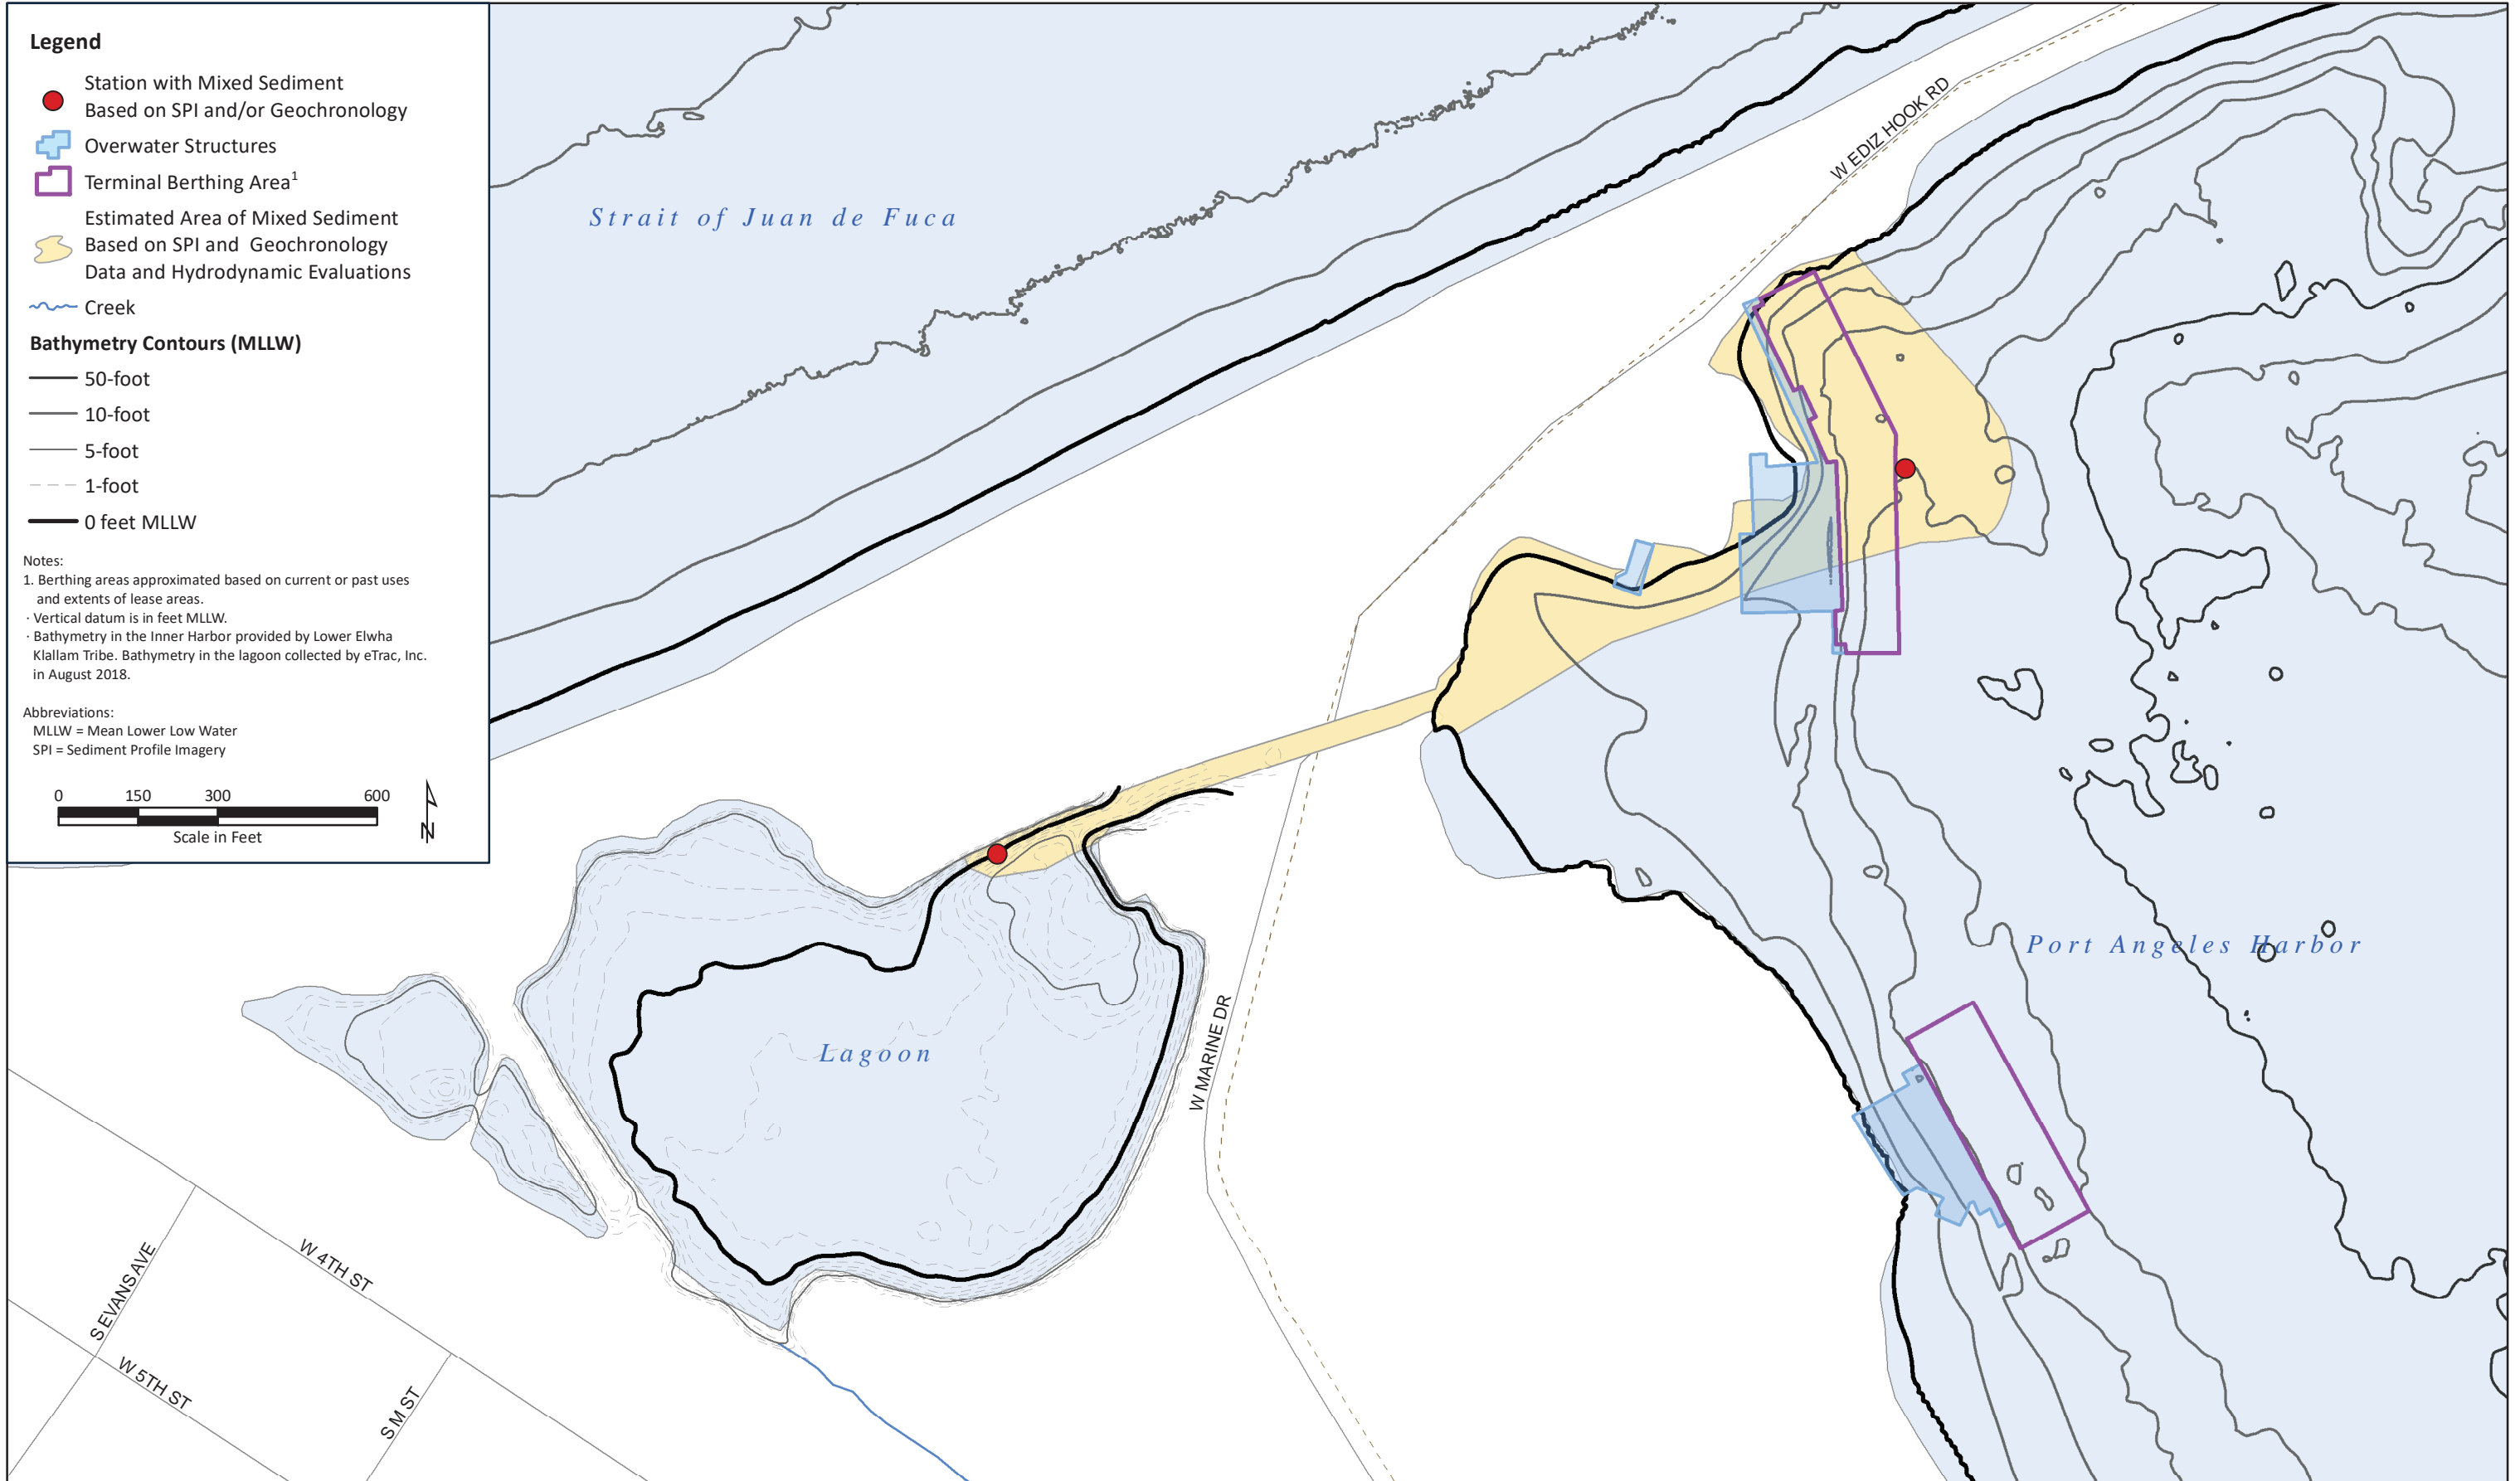 Legend
Station with Mixed Sediment
Based on SPI and/or Geochronology
Overwater Structures
Terminal Berthing Area1
Estimated Area of Mixed Sediment
Based on SPI and Geochronology
Data and Hydrodynamic Evaluations
Creek
Bathymetry Contours (MLLW)
50-foot
10-foot
5-foot
1-foot
0 feet MLLW
Notes:
1. Berthing areas approximated based on current or past uses
and extents of lease areas.
· Vertical datum is in feet MLLW.
· Bathymetry in the Inner Harbor provided by Lower Elwha
Klallam Tribe. Bathymetry in the lagoon collected by eTrac, Inc.
in August 2018.
Abbreviations:
MLLW = Mean Lower Low Water
SPI = Sediment Profile Imagery
0 150 300 600
Scale in Feet
N
Strait of Juan de Fuca
W EDIZ HOOK RD
Port Angeles Harbor
Lagoon
W MARINE DR
W 4TH ST
S EVANS AVE
W 5TH ST
S M ST